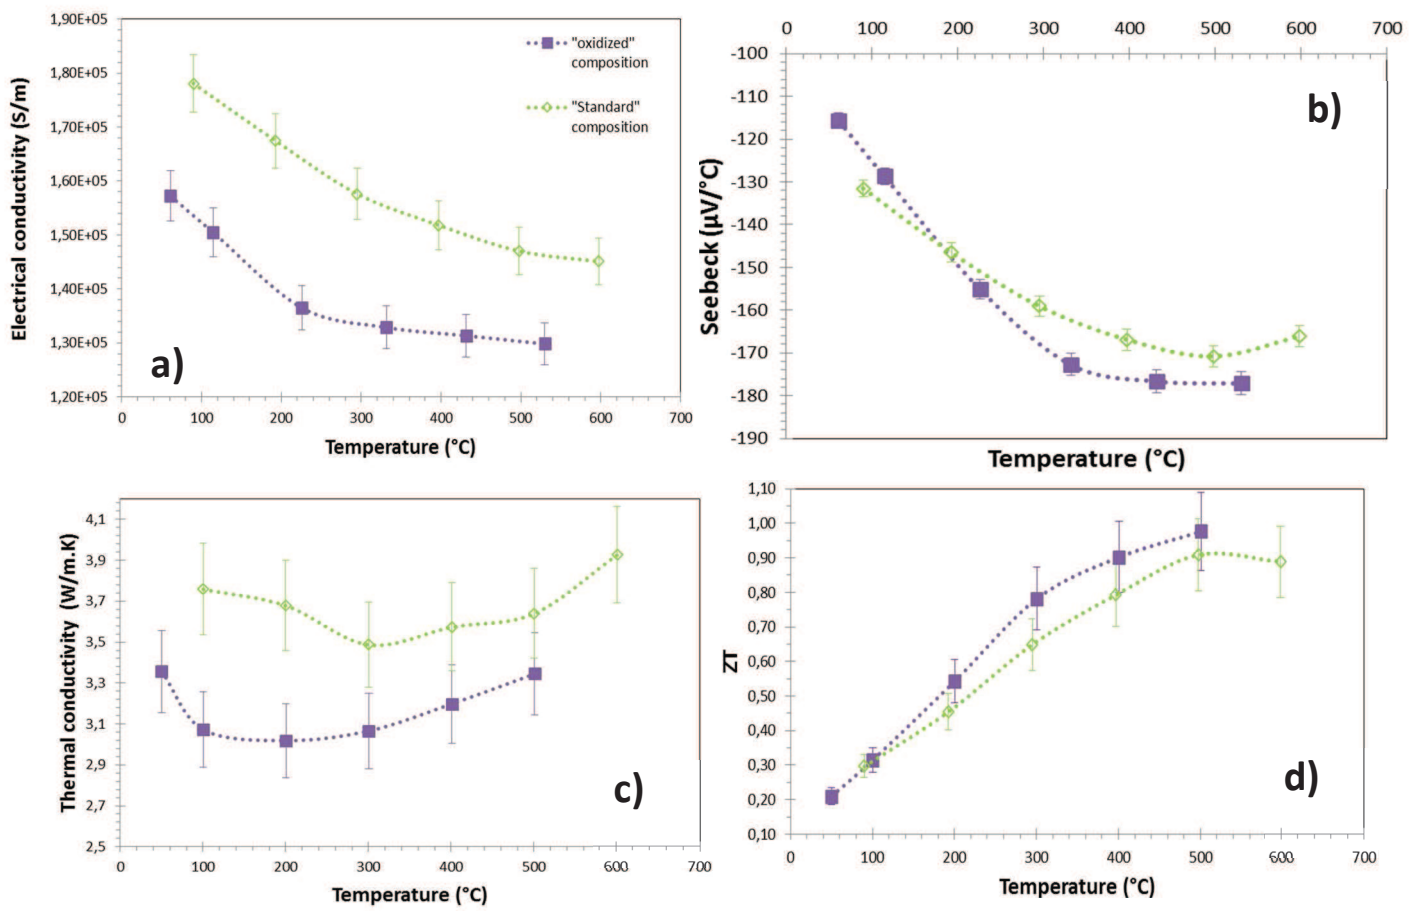 1,90E+05
1,80E+05
1,70E+05
1,60E+05
1,50E+05
1,40E+05
1,30E+05
1,20E+05
Electrical conductivity (S/m)
"oxidized"
composition
"Standard"
composition
a)
0 100 200 300 400 500 600 700
Temperature (°C)
0 100 200 300 400 500 600 700
-100
-110
-120
-130
-140
-150
-160
-170
-180
-190
Seebeck (µV/°C)
b)
Temperature (°C)
4,1
3,9
3,7
3,5
3,3
3,1
2,9
2,7
2,5
Thermal conductivity (W/m.K)
c)
0 100 200 300 400 500 600 700
Temperature (°C)
1,10
1,00
0,90
0,80
0,70
0,60
0,50
0,40
0,30
0,20
0,10
ZT
d)
0 100 200 300 400 500 600 700
Temperature (°C)